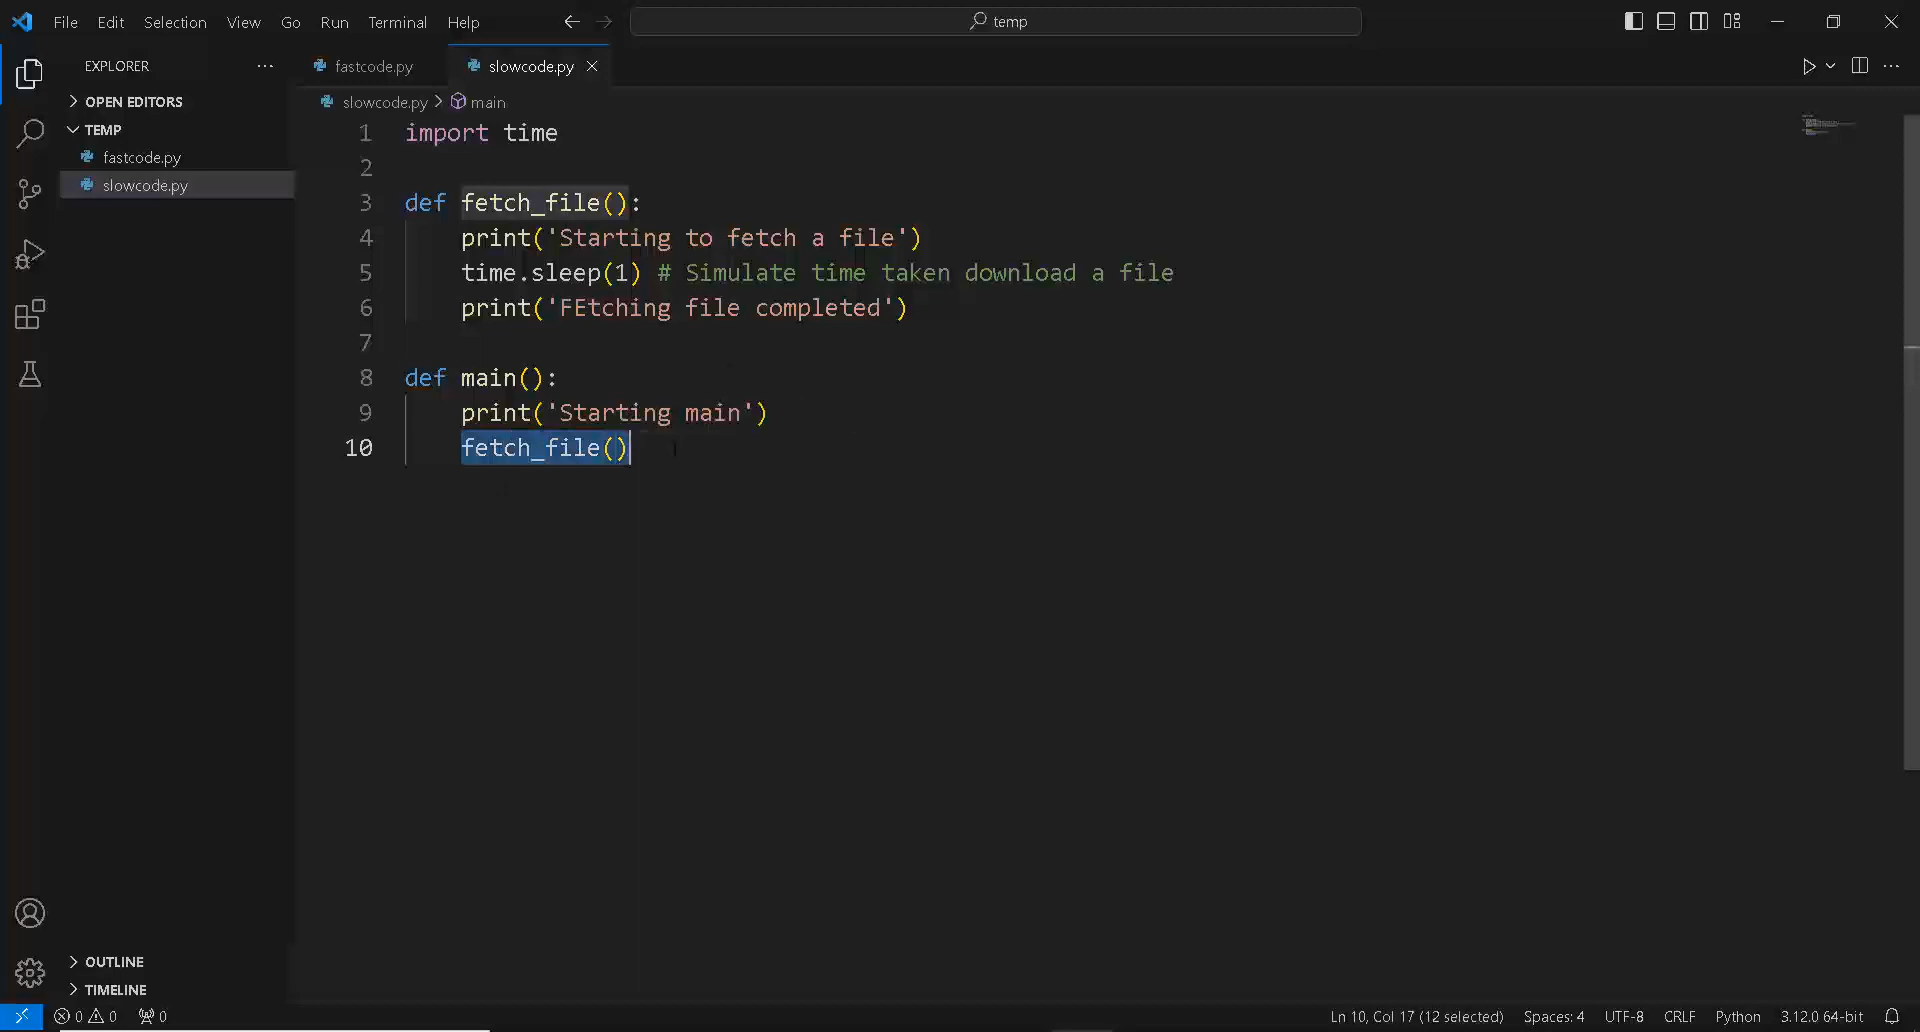 File Edit Selection View Go Run Terminal Help
temp
EXPLORER
OPEN EDITORS
TEMP
fastcode.py
slowcode.py
fastcode.py
slowcode.py
slowcode.py > main
1 import time
2
3 def fetch_file():
4 print('Starting to fetch a file')
5 time.sleep(1) # Simulate time taken download a file
6 print('FEtching file completed')
7
8 def main():
9 print('Starting main')
10 fetch_file()
OUTLINE
TIMELINE
0 0 0
Ln 10, Col 17 (12 selected) Spaces: 4 UTF-8 CRLF Python 3.12.0 64-bit